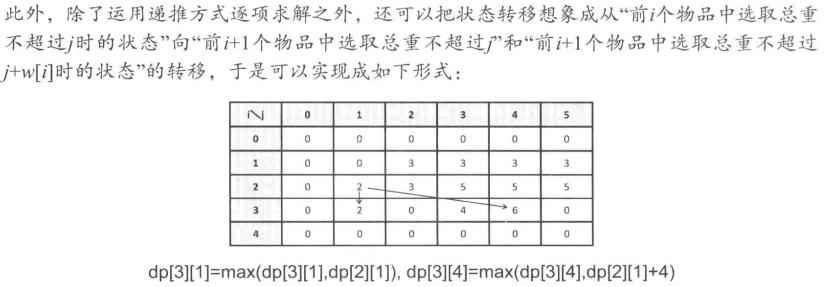 此外，除了运用递推方式逐项求解之外，还可以把状态转移想象成从“前i个物品中选取总重
不超过j时的状态”向“前i+1个物品中选取总重不超过j”和“前i+1个物品中选取总重不超过
j+w[i]时的状态”的转移，于是可以实现成如下形式：
0 1 2 3 4 5
0 0 0 0 0 0 0
1 0 0 3 3 3 3
2 0 2 3 5 5 5
3 0 2 0 4 6 0
4 0 0 0 0 0 0
dp[3][1]=max(dp[3][1],dp[2][1]), dp[3][4]=max(dp[3][4],dp[2][1]+4)